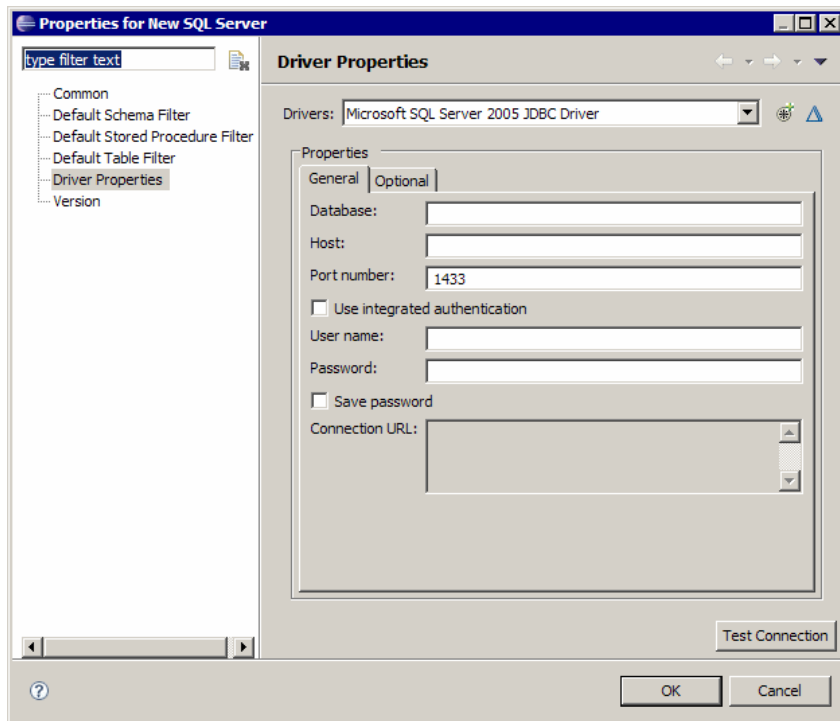 Properties for New SQL Server
type filter text
Common
Default Schema Filter
Default Stored Procedure Filter
Default Table Filter
Driver Properties
Version
Driver Properties
Drivers: Microsoft SQL Server 2005 JDBC Driver
Properties
General Optional
Database:
Host:
Port number: 1433
Use integrated authentication
User name:
Password:
Save password
Connection URL:
Test Connection
OK Cancel